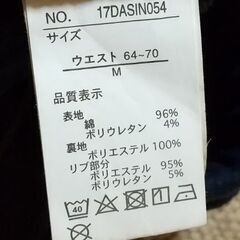 NO. 17DASIN054
サイズ
ウエスト 64~70
M
品質表示
表地
綿 96%
ポリウレタン 4%
裏地
ポリエステル 100%
リブ部分
ポリエステル 95%
ポリウレタン 5%
40